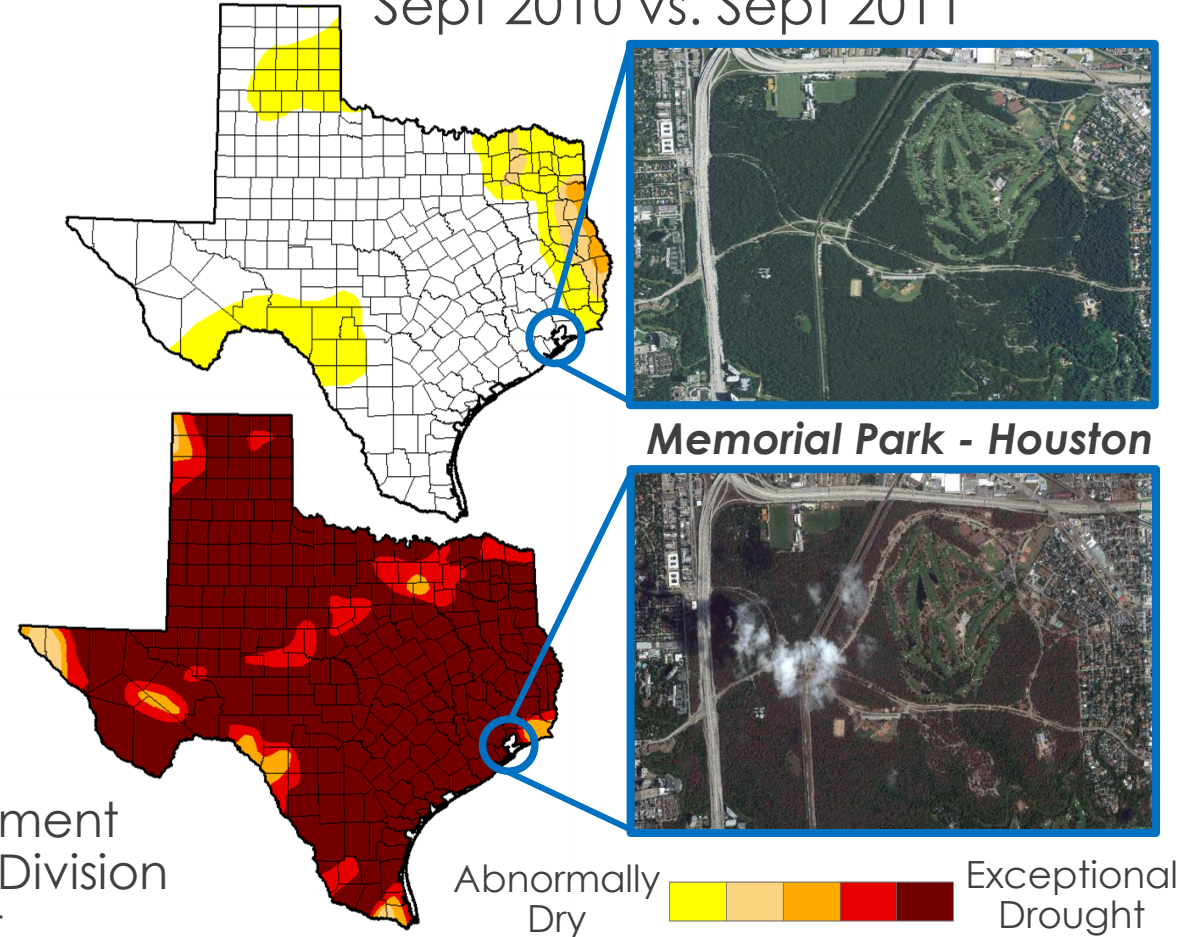 Sept 2010 vs. Sept 2011
Memorial Park - Houston
ment
Division
Abnormally
Dry
Exceptional
Drought